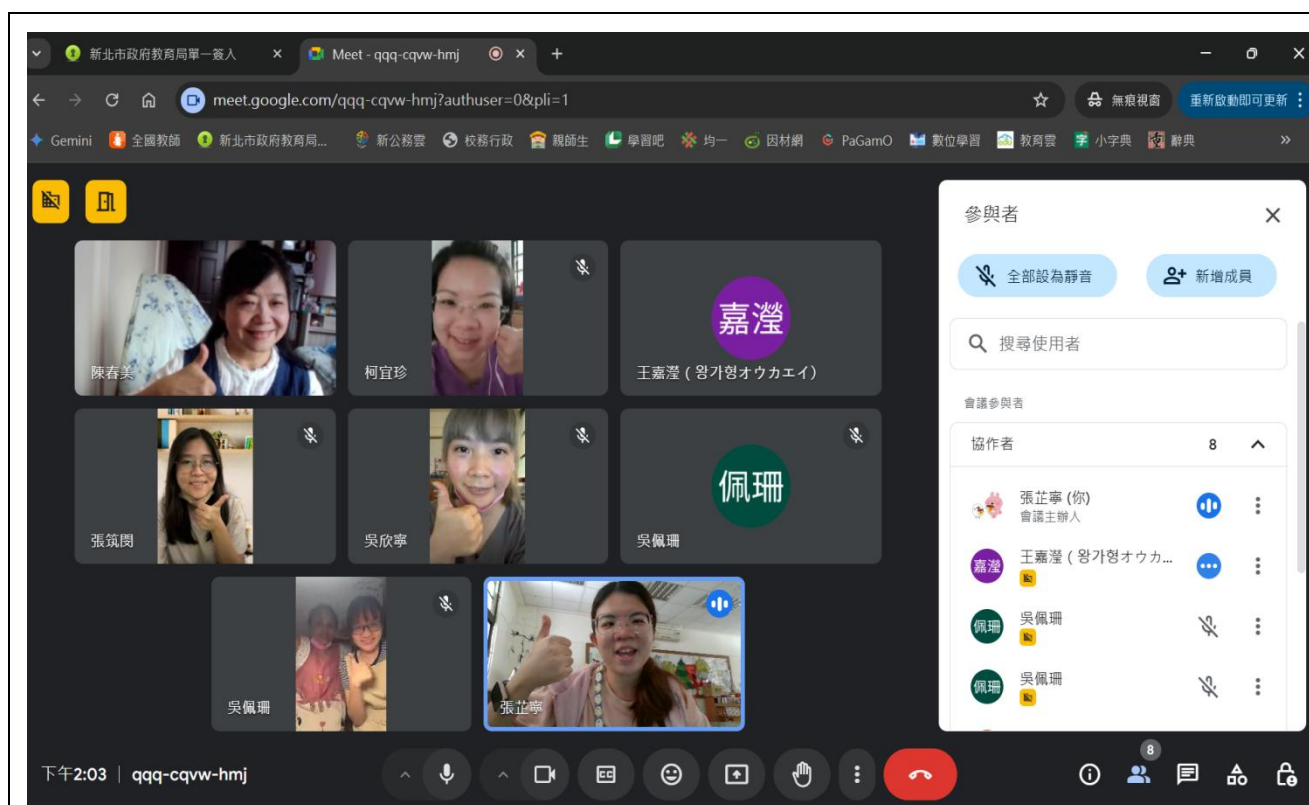 新北市政府教育局單一簽入
Meet - qqq-cqvw-hmj
meet.google.com/qqq-cqvw-hmj?authuser=0&pli=1
無痕視窗
重新啟動即可更新
Gemini
全國教師
新北市政府教育局...
新公務雲
校務行政
親師生
學習吧
均一
因材網
PaGamO
數位學習
教育雲
字
小字典
辭典
»
陳春美
柯宜珍
嘉瀅
王嘉瀅 ( 왕가형オウカエイ)
張筑閔
吳欣寧
佩珊
吳佩珊
吳佩珊
張芷寧
參與者
全部設為靜音
新增成員
搜尋使用者
會議參與者
協作者
8
張芷寧 (你)
會議主辦人
嘉瀅
王嘉瀅 ( 왕가형オウカ...
佩珊
吳佩珊
佩珊
吳佩珊
下午2:03 | qqq-cqvw-hmj
CC
8